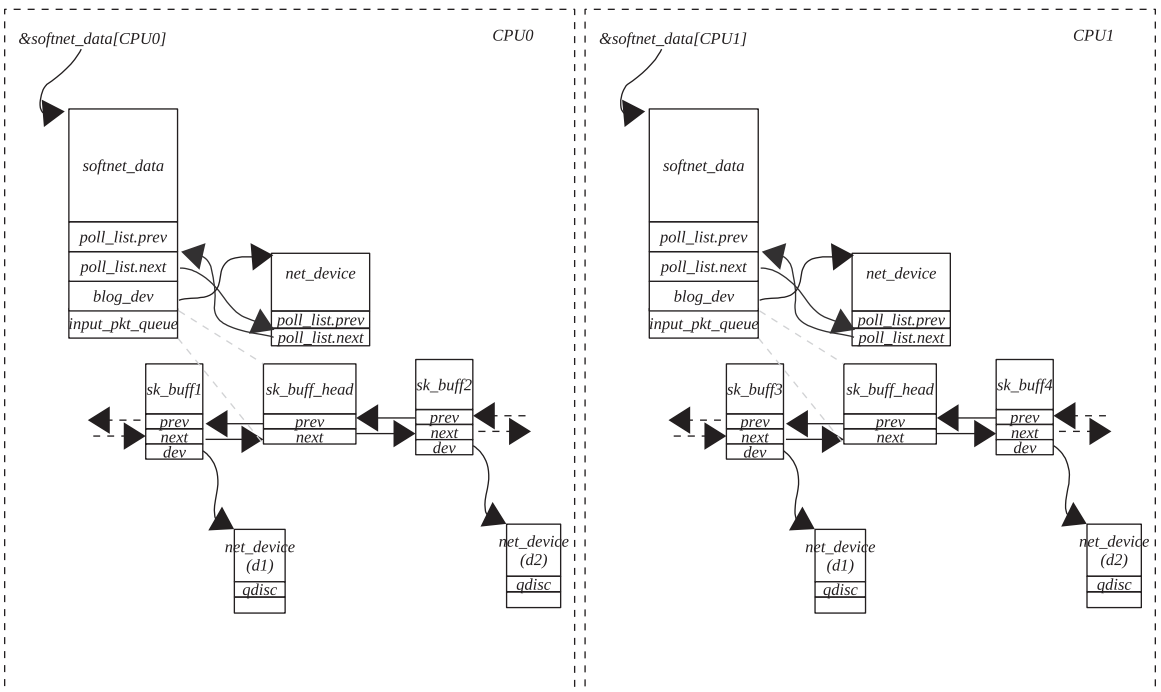 &softnet_data[CPU0]
CPU0
softnet_data
poll_list.prev
poll_list.next
blog_dev
input_pkt_queue
net_device
poll_list.prev
poll_list.next
sk_buff1
prev
next
dev
sk_buff_head
prev
next
sk_buff2
prev
next
dev
net_device
(d1)
qdisc
net_device
(d2)
qdisc
&softnet_data[CPU1]
CPU1
softnet_data
poll_list.prev
poll_list.next
blog_dev
input_pkt_queue
net_device
poll_list.prev
poll_list.next
sk_buff3
prev
next
dev
sk_buff_head
prev
next
sk_buff4
prev
next
dev
net_device
(d1)
qdisc
net_device
(d2)
qdisc